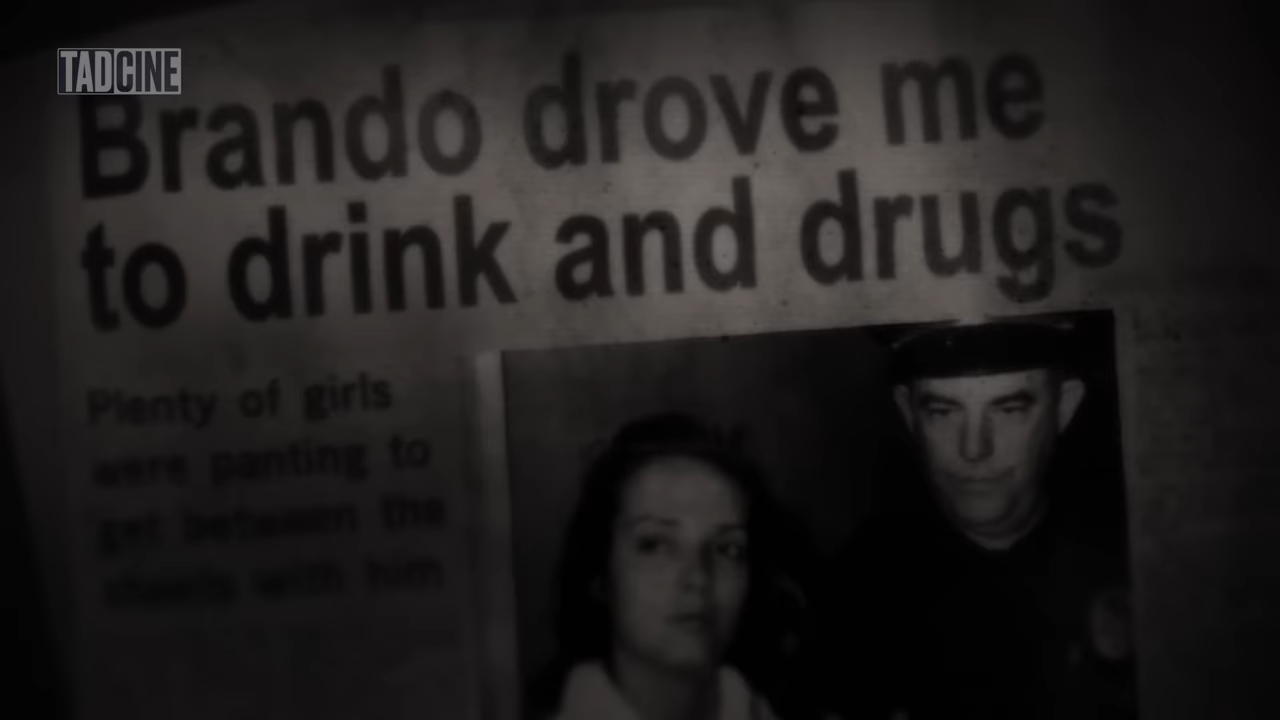 TADCINE
Brando drove me
to drink and drugs
Plenty of girls
were panting to
get between the
sheets with him